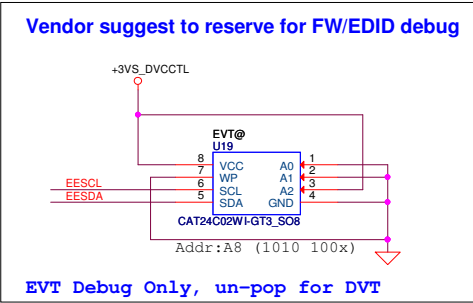 Vendor suggest to reserve for FW/EDID debug
+3VS_DVCCTL
EVT@
U19
8 VCC A0 1
7 WP A1 2
EESCL 6 SCL A2 3
EESDA 5 SDA GND 4
CAT24C02WI-GT3_SO8
Addr:A8 (1010 100x)
EVT Debug Only, un-pop for DVT